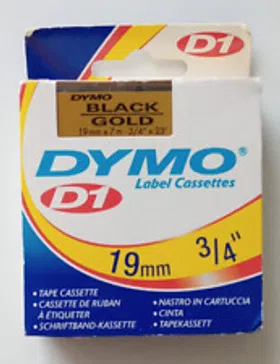 D1
DYMO
BLACK
GOLD
19mm x 7m - 3/4" x 23'
DYMO®
D1 Label Cassettes
19mm 3/4"
• TAPE CASSETTE
• CASSETTE DE RUBAN
À ÉTIQUETER
• SCHRIFTBAND-KASSETTE
• NASTRO IN CARTUCCIA
• CINTA
• TAPEKASSETT